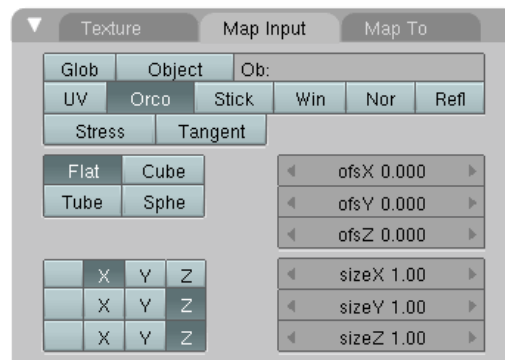 Texture Map Input Map To
Glob Object Ob:
UV Orco Stick Win Nor Refl
Stress Tangent
Flat Cube ofsX 0.000
Tube Sphe ofsY 0.000
ofsZ 0.000
X Y Z sizeX 1.00
X Y Z sizeY 1.00
X Y Z sizeZ 1.00